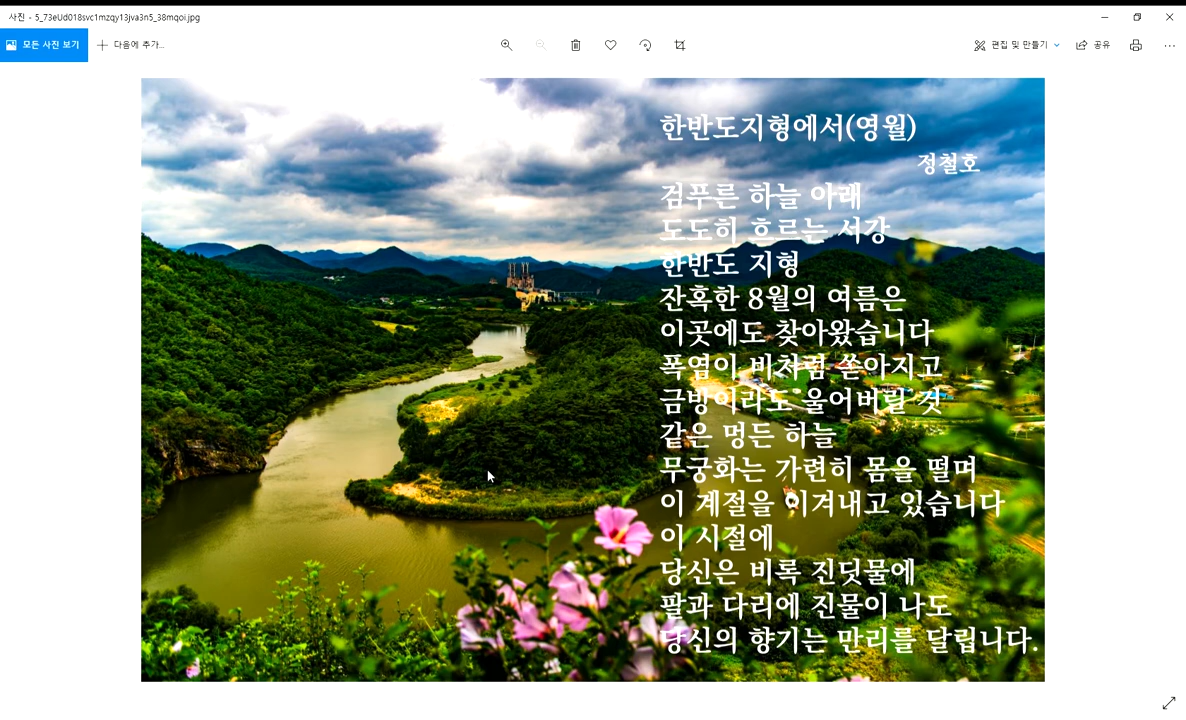 사진 - 5_73eUd018svc1mzqy13jva3n5_38mqoi.jpg
모든 사진 보기
다음에 추가...
편집 및 만들기
공유
한반도지형에서(영월)
정철호
검푸른 하늘 아래
도도히 흐르는 서강
한반도 지형
잔혹한 8월의 여름은
이곳에도 찾아왔습니다
폭염이 비처럼 쏟아지고
금방이라도 울어버릴 것
같은 멍든 하늘
무궁화는 가련히 몸을 떨며
이 계절을 이겨내고 있습니다
이 시절에
당신은 비록 진딧물에
팔과 다리에 진물이 나도
당신의 향기는 만리를 달립니다.